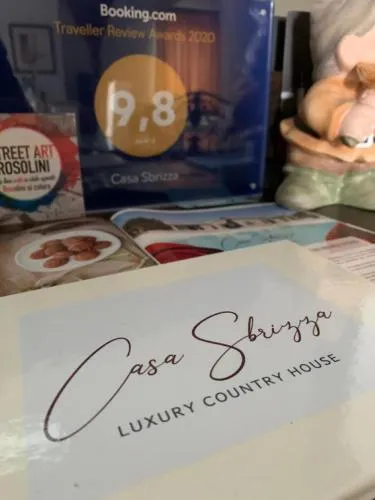 Booking.com
Traveller Review Awards 2020
9,8
Casa Sbrizza
TREET ART
ROSOLINI
Casa Sbrizza
LUXURY COUNTRY HOUSE